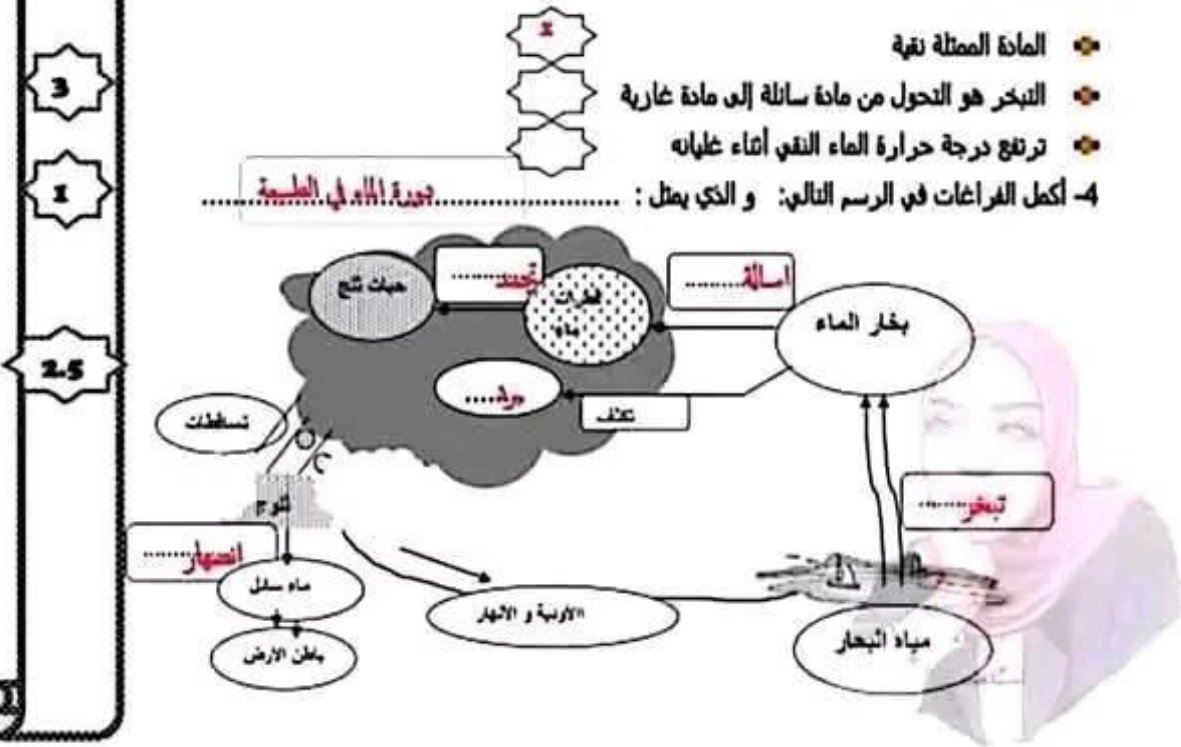 المادة الممثلة نقية x
3 التبخر هو التحول من مادة سائلة إلى مادة غازية
ترتفع درجة حرارة الماء النقي أثناء غليانه
1
4- أكمل الفراغات في الرسم التالي: و الذي يمثل : دورة الماء في الطبيعة
اسالة
تجمد
حبات ثلج
قطرات ماء
بخار الماء
2.5
برد
تكاثف
تساقطات
ثلوج
تبخر
انصهار
ماء سائل
الأودية و الأنهار
مياه البحار
باطن الأرض